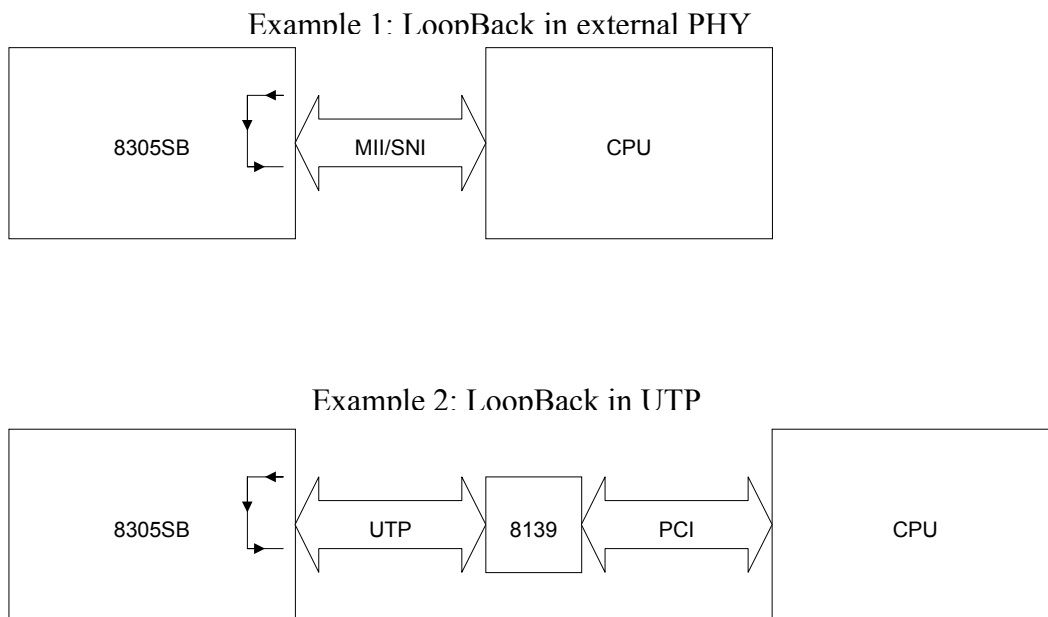 Example 1: LoopBack in external PHY
8305SB
MII/SNI
CPU
Example 2: LoopBack in UTP
8305SB
UTP
8139
PCI
CPU